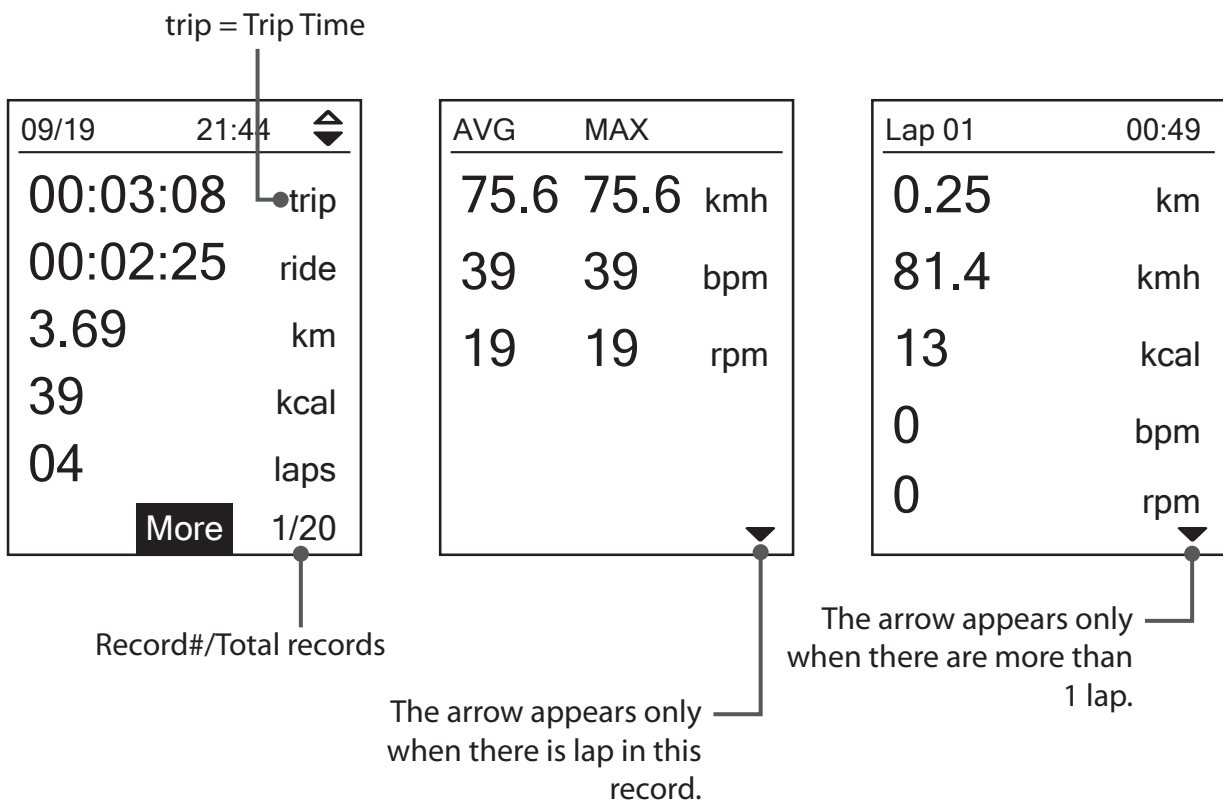 trip = Trip Time
09/19 21:44
00:03:08 trip
00:02:25 ride
3.69 km
39 kcal
04 laps
More 1/20
Record#/Total records
AVG MAX
75.6 75.6 kmh
39 39 bpm
19 19 rpm
The arrow appears only
when there is lap in this
record.
Lap 01 00:49
0.25 km
81.4 kmh
13 kcal
0 bpm
0 rpm
The arrow appears only
when there are more than
1 lap.